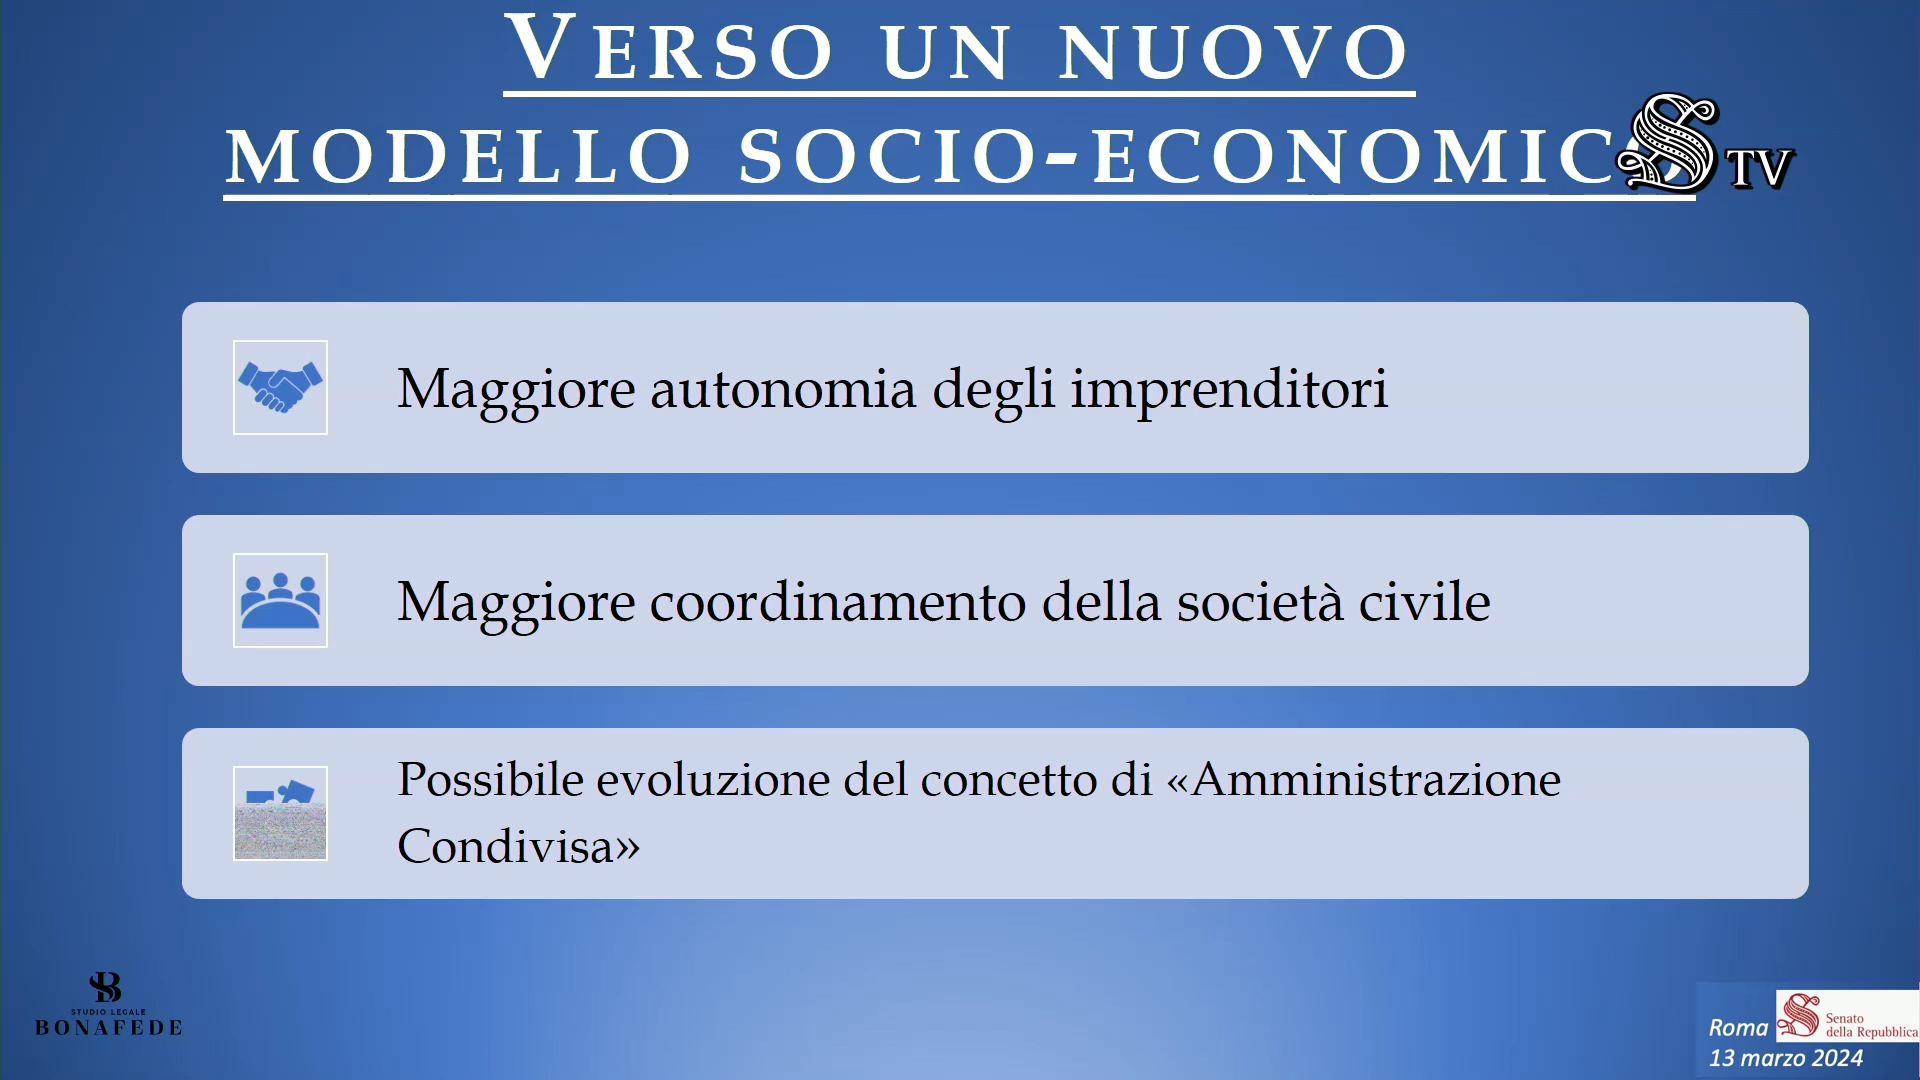 VERSO UN NUOVO
MODELLO SOCIO-ECONOMICO
TV
Maggiore autonomia degli imprenditori
Maggiore coordinamento della società civile
Possibile evoluzione del concetto di «Amministrazione
Condivisa»
STUDIO LEGALE
BONAFEDE
Roma
Senato
della Repubblica
13 marzo 2024